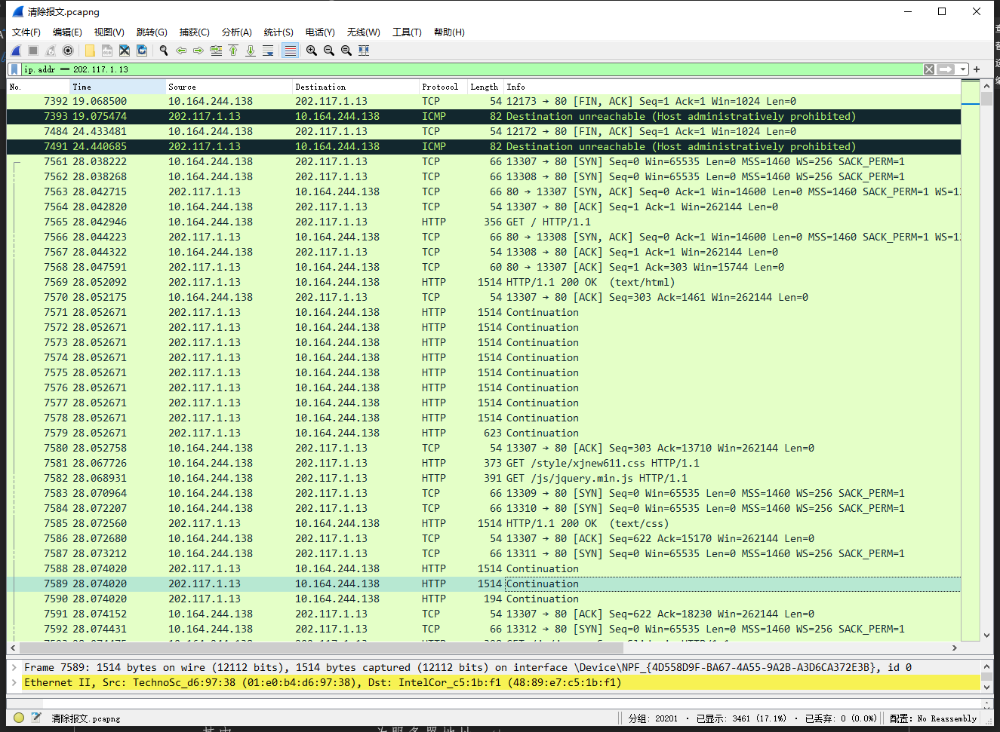 清除报文.pcapng
文件(F) 编辑(E) 视图(V) 跳转(G) 捕获(C) 分析(A) 统计(S) 电话(Y) 无线(W) 工具(T) 帮助(H)
ip.addr == 202.117.1.13
No. Time Source Destination Protocol Length Info
7392 19.068500 10.164.244.138 202.117.1.13 TCP 54 12173 → 80 [FIN, ACK] Seq=1 Ack=1 Win=1024 Len=0
7393 19.075474 202.117.1.13 10.164.244.138 ICMP 82 Destination unreachable (Host administratively prohibited)
7484 24.433481 10.164.244.138 202.117.1.13 TCP 54 12172 → 80 [FIN, ACK] Seq=1 Ack=1 Win=1024 Len=0
7491 24.440685 202.117.1.13 10.164.244.138 ICMP 82 Destination unreachable (Host administratively prohibited)
7561 28.038222 10.164.244.138 202.117.1.13 TCP 66 13307 → 80 [SYN] Seq=0 Win=65535 Len=0 MSS=1460 WS=256 SACK_PERM=1
7562 28.038268 10.164.244.138 202.117.1.13 TCP 66 13308 → 80 [SYN] Seq=0 Win=65535 Len=0 MSS=1460 WS=256 SACK_PERM=1
7563 28.042715 202.117.1.13 10.164.244.138 TCP 66 80 → 13307 [SYN, ACK] Seq=0 Ack=1 Win=14600 Len=0 MSS=1460 SACK_PERM=1
7564 28.042820 10.164.244.138 202.117.1.13 TCP 54 13307 → 80 [ACK] Seq=1 Ack=1 Win=262144 Len=0
7565 28.042946 10.164.244.138 202.117.1.13 HTTP 356 GET / HTTP/1.1
7566 28.044223 202.117.1.13 10.164.244.138 TCP 66 80 → 13308 [SYN, ACK] Seq=0 Ack=1 Win=14600 Len=0 MSS=1460 SACK_PERM=1
7567 28.044322 10.164.244.138 202.117.1.13 TCP 54 13308 → 80 [ACK] Seq=1 Ack=1 Win=262144 Len=0
7568 28.047591 202.117.1.13 10.164.244.138 TCP 60 80 → 13307 [ACK] Seq=1 Ack=303 Win=15744 Len=0
7569 28.052092 202.117.1.13 10.164.244.138 HTTP 1514 HTTP/1.1 200 OK (text/html)
7570 28.052175 10.164.244.138 202.117.1.13 TCP 54 13307 → 80 [ACK] Seq=303 Ack=1461 Win=262144 Len=0
7571 28.052671 202.117.1.13 10.164.244.138 HTTP 1514 Continuation
7572 28.052671 202.117.1.13 10.164.244.138 HTTP 1514 Continuation
7573 28.052671 202.117.1.13 10.164.244.138 HTTP 1514 Continuation
7574 28.052671 202.117.1.13 10.164.244.138 HTTP 1514 Continuation
7575 28.052671 202.117.1.13 10.164.244.138 HTTP 1514 Continuation
7576 28.052671 202.117.1.13 10.164.244.138 HTTP 1514 Continuation
7577 28.052671 202.117.1.13 10.164.244.138 HTTP 1514 Continuation
7578 28.052671 202.117.1.13 10.164.244.138 HTTP 1514 Continuation
7579 28.052671 202.117.1.13 10.164.244.138 HTTP 623 Continuation
7580 28.052758 10.164.244.138 202.117.1.13 TCP 54 13307 → 80 [ACK] Seq=303 Ack=13710 Win=262144 Len=0
7581 28.067726 10.164.244.138 202.117.1.13 HTTP 373 GET /style/xjnew611.css HTTP/1.1
7582 28.068931 10.164.244.138 202.117.1.13 HTTP 391 GET /js/jquery.min.js HTTP/1.1
7583 28.070964 10.164.244.138 202.117.1.13 TCP 66 13309 → 80 [SYN] Seq=0 Win=65535 Len=0 MSS=1460 WS=256 SACK_PERM=1
7584 28.072207 10.164.244.138 202.117.1.13 TCP 66 13310 → 80 [SYN] Seq=0 Win=65535 Len=0 MSS=1460 WS=256 SACK_PERM=1
7585 28.072560 202.117.1.13 10.164.244.138 HTTP 1514 HTTP/1.1 200 OK (text/css)
7586 28.072680 10.164.244.138 202.117.1.13 TCP 54 13307 → 80 [ACK] Seq=622 Ack=15170 Win=262144 Len=0
7587 28.073212 10.164.244.138 202.117.1.13 TCP 66 13311 → 80 [SYN] Seq=0 Win=65535 Len=0 MSS=1460 WS=256 SACK_PERM=1
7588 28.074020 202.117.1.13 10.164.244.138 HTTP 1514 Continuation
7589 28.074020 202.117.1.13 10.164.244.138 HTTP 1514 Continuation
7590 28.074020 202.117.1.13 10.164.244.138 HTTP 194 Continuation
7591 28.074152 10.164.244.138 202.117.1.13 TCP 54 13307 → 80 [ACK] Seq=622 Ack=18230 Win=262144 Len=0
7592 28.074431 10.164.244.138 202.117.1.13 TCP 66 13312 → 80 [SYN] Seq=0 Win=65535 Len=0 MSS=1460 WS=256 SACK_PERM=1
Frame 7589: 1514 bytes on wire (12112 bits), 1514 bytes captured (12112 bits) on interface \Device\NPF_{4D558D9F-BA67-4A55-9A2B-A3D6CA372E3B}, id 0
Ethernet II, Src: TechnoSc_d6:97:38 (01:e0:b4:d6:97:38), Dst: IntelCor_c5:1b:f1 (48:89:e7:c5:1b:f1)
清除报文.pcapng 分组: 20201 · 已显示: 3461 (17.1%) · 已丢弃: 0 (0.0%) 配置: No Reassembly